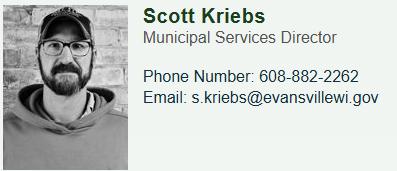 Scott Kriebs
Municipal Services Director
Phone Number: 608-882-2262
Email: s.kriebs@evansvillewi.gov